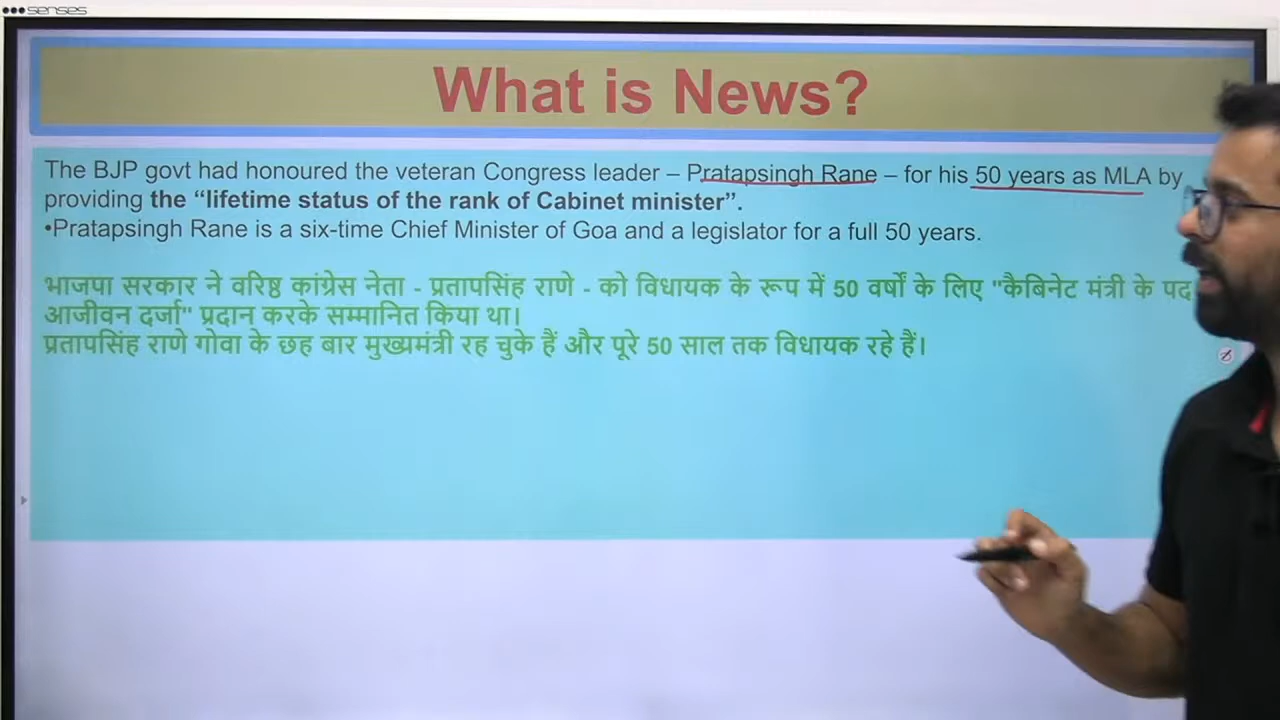 senses
What is News?
The BJP govt had honoured the veteran Congress leader – Pratapsingh Rane – for his 50 years as MLA by
providing the “lifetime status of the rank of Cabinet minister”.
•Pratapsingh Rane is a six-time Chief Minister of Goa and a legislator for a full 50 years.
भाजपा सरकार ने वरिष्ठ कांग्रेस नेता - प्रतापसिंह राणे - को विधायक के रूप में 50 वर्षों के लिए "कैबिनेट मंत्री के पद
आजीवन दर्जा" प्रदान करके सम्मानित किया था।
प्रतापसिंह राणे गोवा के छह बार मुख्यमंत्री रह चुके हैं और पूरे 50 साल तक विधायक रहे हैं।